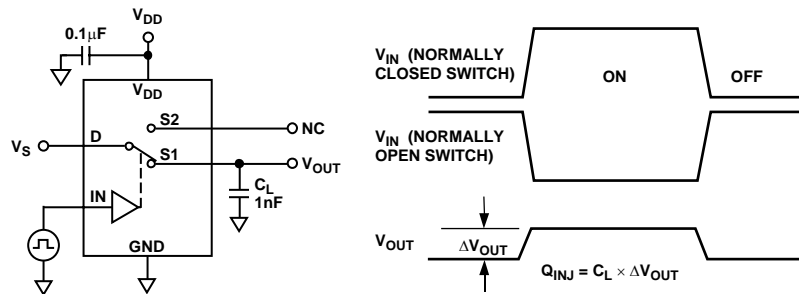 V_DD
0.1μF
V_DD
S2
NC
V_S
D
S1
V_OUT
IN
C_L
1nF
GND
V_IN (NORMALLY
CLOSED SWITCH)
ON
OFF
V_IN (NORMALLY
OPEN SWITCH)
V_OUT
ΔV_OUT
Q_INJ = C_L × ΔV_OUT